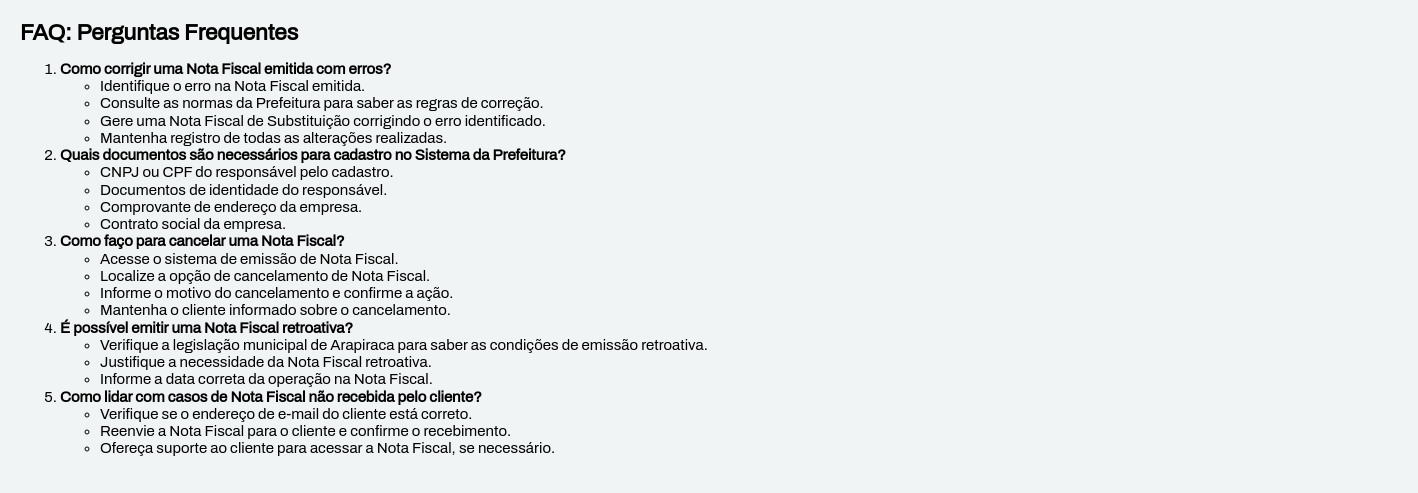 FAQ: Perguntas Frequentes
1. Como corrigir uma Nota Fiscal emitida com erros?
◦ Identifique o erro na Nota Fiscal emitida.
◦ Consulte as normas da Prefeitura para saber as regras de correção.
◦ Gere uma Nota Fiscal de Substituição corrigindo o erro identificado.
◦ Mantenha registro de todas as alterações realizadas.
2. Quais documentos são necessários para cadastro no Sistema da Prefeitura?
◦ CNPJ ou CPF do responsável pelo cadastro.
◦ Documentos de identidade do responsável.
◦ Comprovante de endereço da empresa.
◦ Contrato social da empresa.
3. Como faço para cancelar uma Nota Fiscal?
◦ Acesse o sistema de emissão de Nota Fiscal.
◦ Localize a opção de cancelamento de Nota Fiscal.
◦ Informe o motivo do cancelamento e confirme a ação.
◦ Mantenha o cliente informado sobre o cancelamento.
4. É possível emitir uma Nota Fiscal retroativa?
◦ Verifique a legislação municipal de Arapiraca para saber as condições de emissão retroativa.
◦ Justifique a necessidade da Nota Fiscal retroativa.
◦ Informe a data correta da operação na Nota Fiscal.
5. Como lidar com casos de Nota Fiscal não recebida pelo cliente?
◦ Verifique se o endereço de e-mail do cliente está correto.
◦ Reenvie a Nota Fiscal para o cliente e confirme o recebimento.
◦ Ofereça suporte ao cliente para acessar a Nota Fiscal, se necessário.